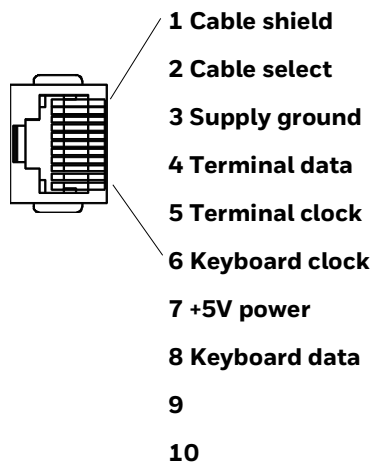 1 Cable shield
2 Cable select
3 Supply ground
4 Terminal data
5 Terminal clock
6 Keyboard clock
7 +5V power
8 Keyboard data
9
10